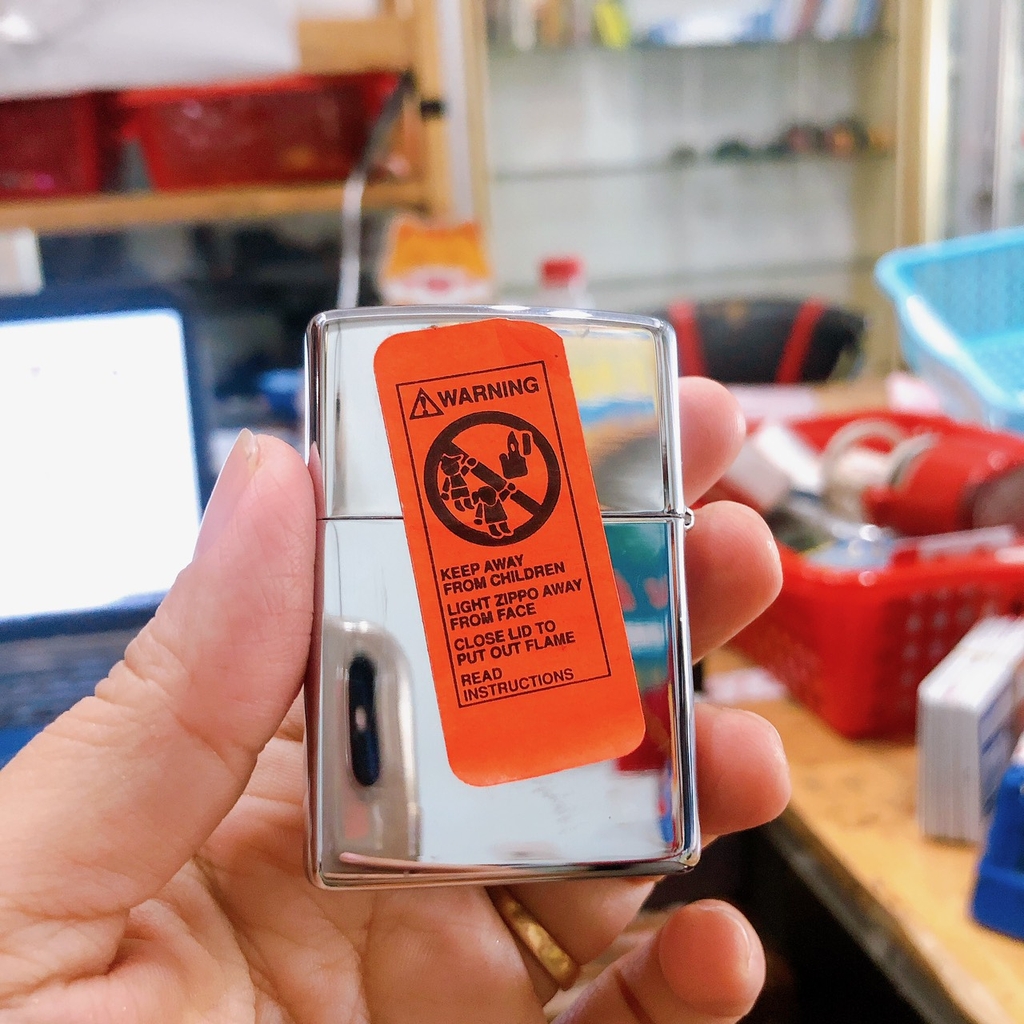 WARNING
KEEP AWAY
FROM CHILDREN
LIGHT ZIPPO AWAY
FROM FACE
CLOSE LID TO
PUT OUT FLAME
READ
INSTRUCTIONS